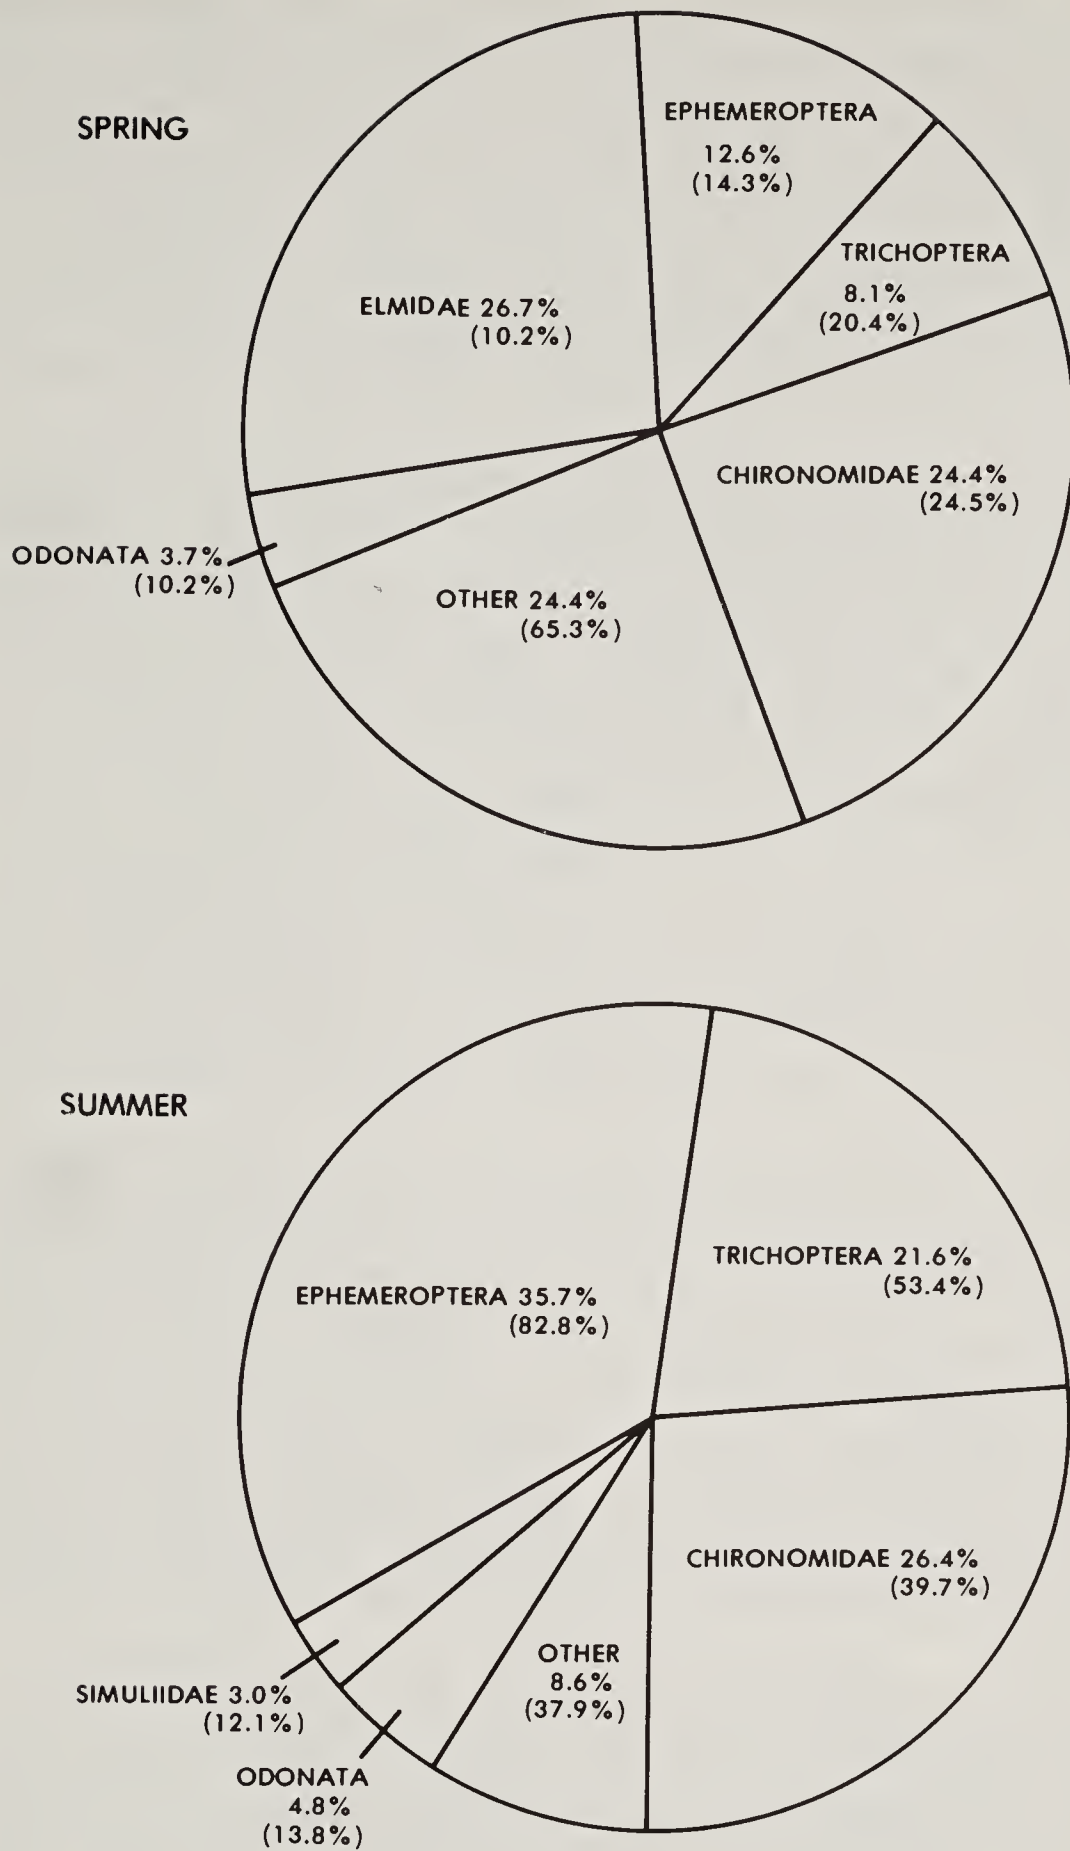 SPRING
EPHEMEROPTERA
12.6%
(14.3%)
TRICHOPTERA
8.1%
(20.4%)
ELMIDAE 26.7%
(10.2%)
CHIRONOMIDAE 24.4%
(24.5%)
ODONATA 3.7%
(10.2%)
OTHER 24.4%
(65.3%)
SUMMER
TRICHOPTERA 21.6%
(53.4%)
EPHEMEROPTERA 35.7%
(82.8%)
CHIRONOMIDAE 26.4%
(39.7%)
OTHER
8.6%
(37.9%)
SIMULIIDAE 3.0%
(12.1%)
ODONATA
4.8%
(13.8%)